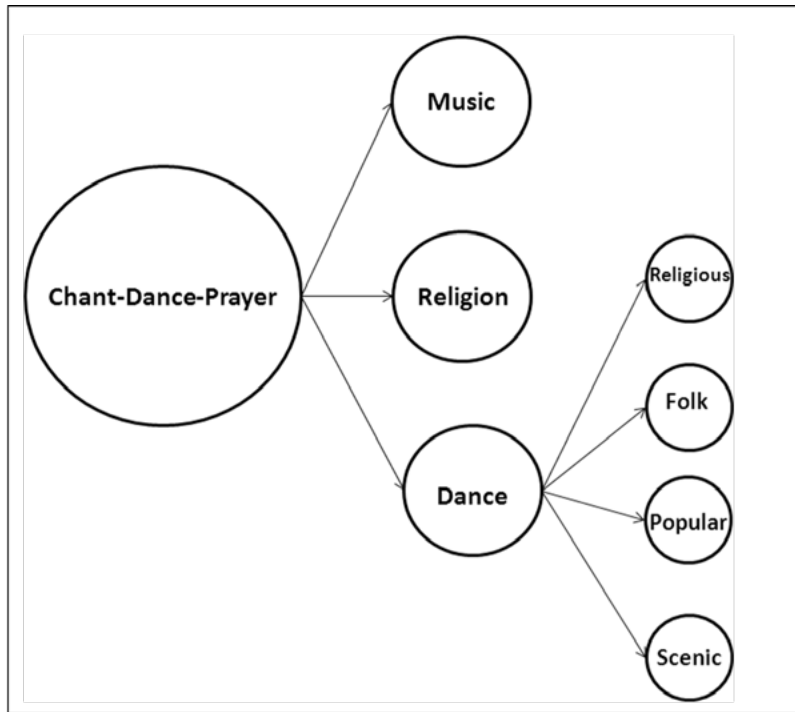 Chant-Dance-Prayer
Music
Religion
Dance
Religious
Folk
Popular
Scenic